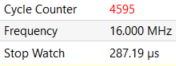 Cycle Counter 4595
Frequency 16.000 MHz
Stop Watch 287.19 µs